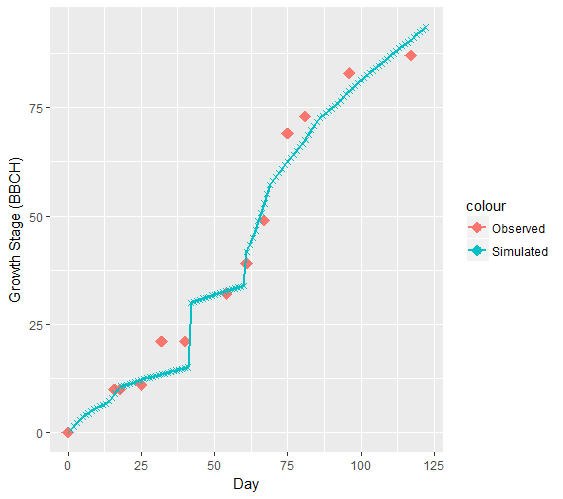 Growth Stage (BBCH)
75
50
25
0
0 25 50 75 100 125
Day
colour
Observed
Simulated